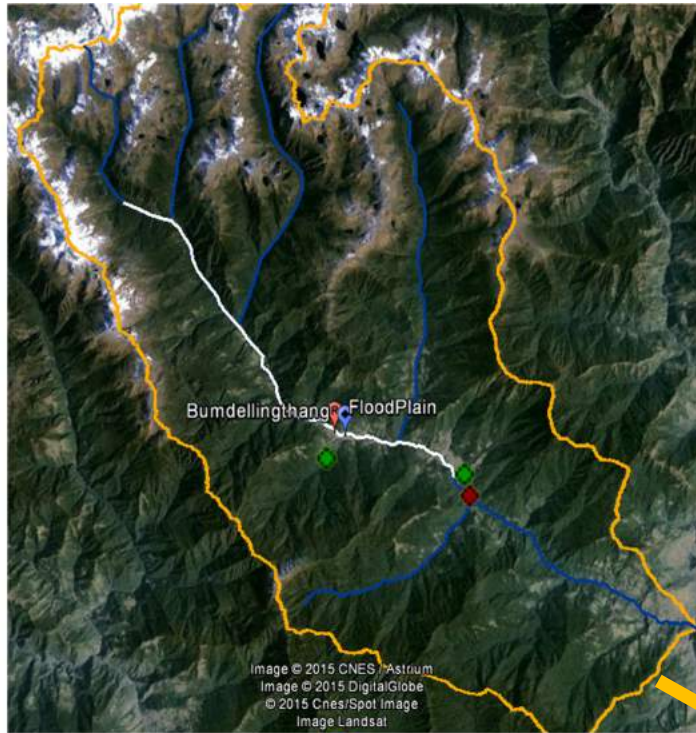 Bumdellingthang FloodPlain
Image © 2015 CNES / Astrium
Image © 2015 DigitalGlobe
© 2015 Cnes/Spot Image
Image Landsat